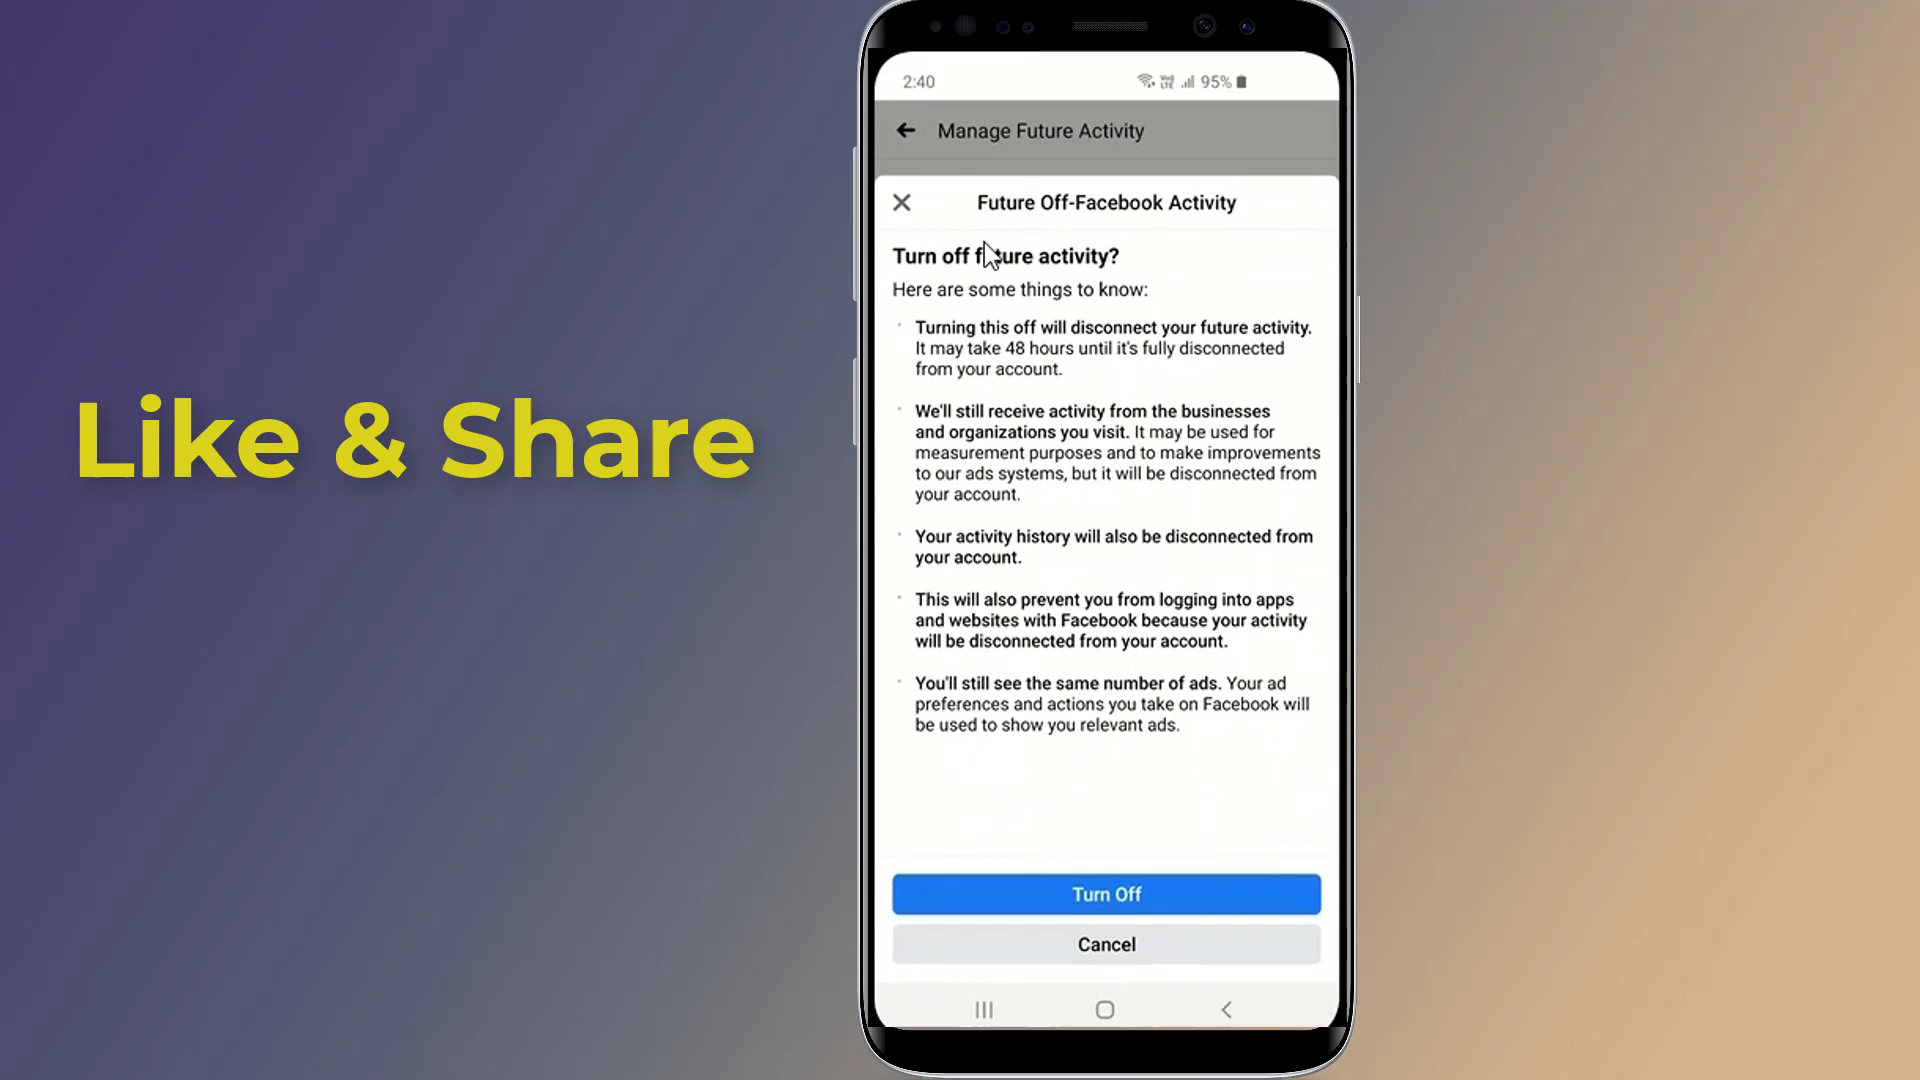 Like & Share
2:40
95%
Manage Future Activity
Future Off-Facebook Activity
Turn off future activity?
Here are some things to know:
Turning this off will disconnect your future activity.
It may take 48 hours until it's fully disconnected
from your account.
We'll still receive activity from the businesses
and organizations you visit. It may be used for
measurement purposes and to make improvements
to our ads systems, but it will be disconnected from
your account.
Your activity history will also be disconnected from
your account.
This will also prevent you from logging into apps
and websites with Facebook because your activity
will be disconnected from your account.
You'll still see the same number of ads. Your ad
preferences and actions you take on Facebook will
be used to show you relevant ads.
Turn Off
Cancel